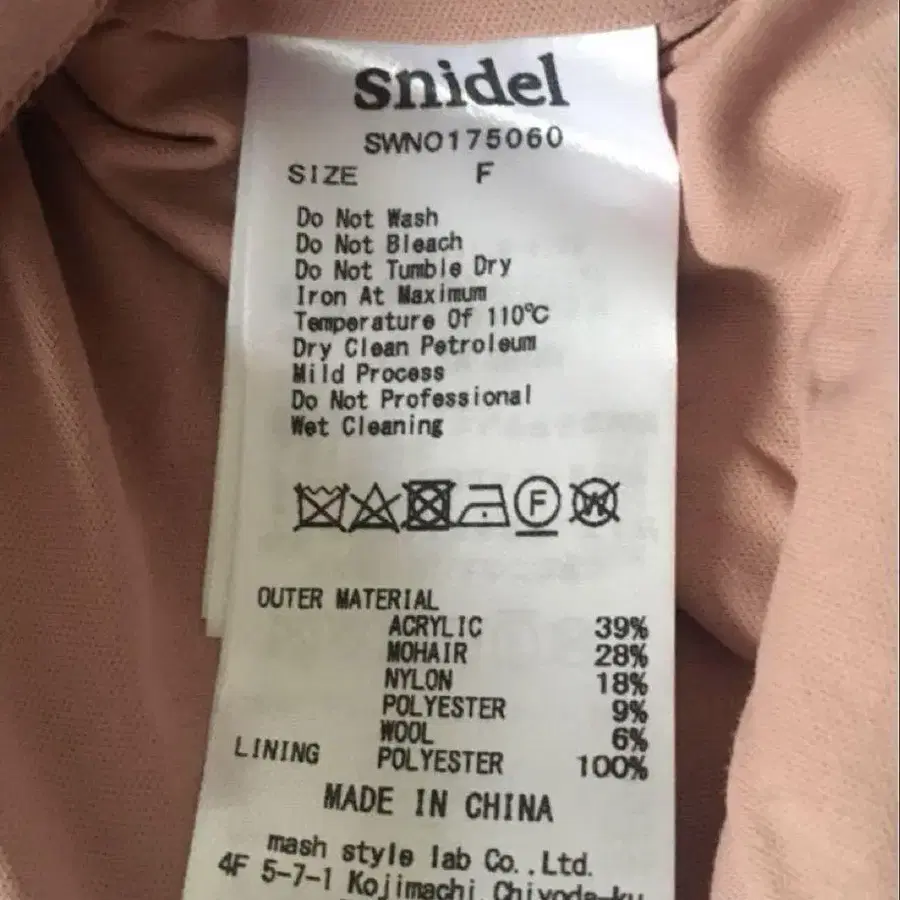 snidel
SWNO175060
SIZE F
Do Not Wash
Do Not Bleach
Do Not Tumble Dry
Iron At Maximum
Temperature Of 110℃
Dry Clean Petroleum
Mild Process
Do Not Professional
Wet Cleaning
F W
OUTER MATERIAL
ACRYLIC 39%
MOHAIR 28%
NYLON 18%
POLYESTER 9%
WOOL 6%
LINING POLYESTER 100%
MADE IN CHINA
mash style lab Co.,Ltd.
4F 5-7-1 Kojimachi Chiyoda-ku